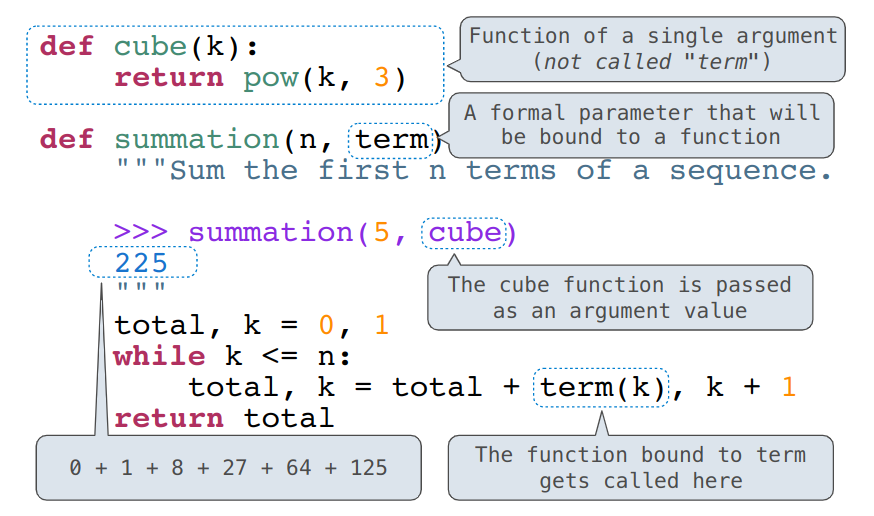 def cube(k):
    return pow(k, 3)
Function of a single argument
(not called "term")
def summation(n, term)
A formal parameter that will
be bound to a function
    """Sum the first n terms of a sequence.
    >>> summation(5, cube)
    225
    """
The cube function is passed
as an argument value
    total, k = 0, 1
    while k <= n:
        total, k = total + term(k), k + 1
    return total
0 + 1 + 8 + 27 + 64 + 125
The function bound to term
gets called here